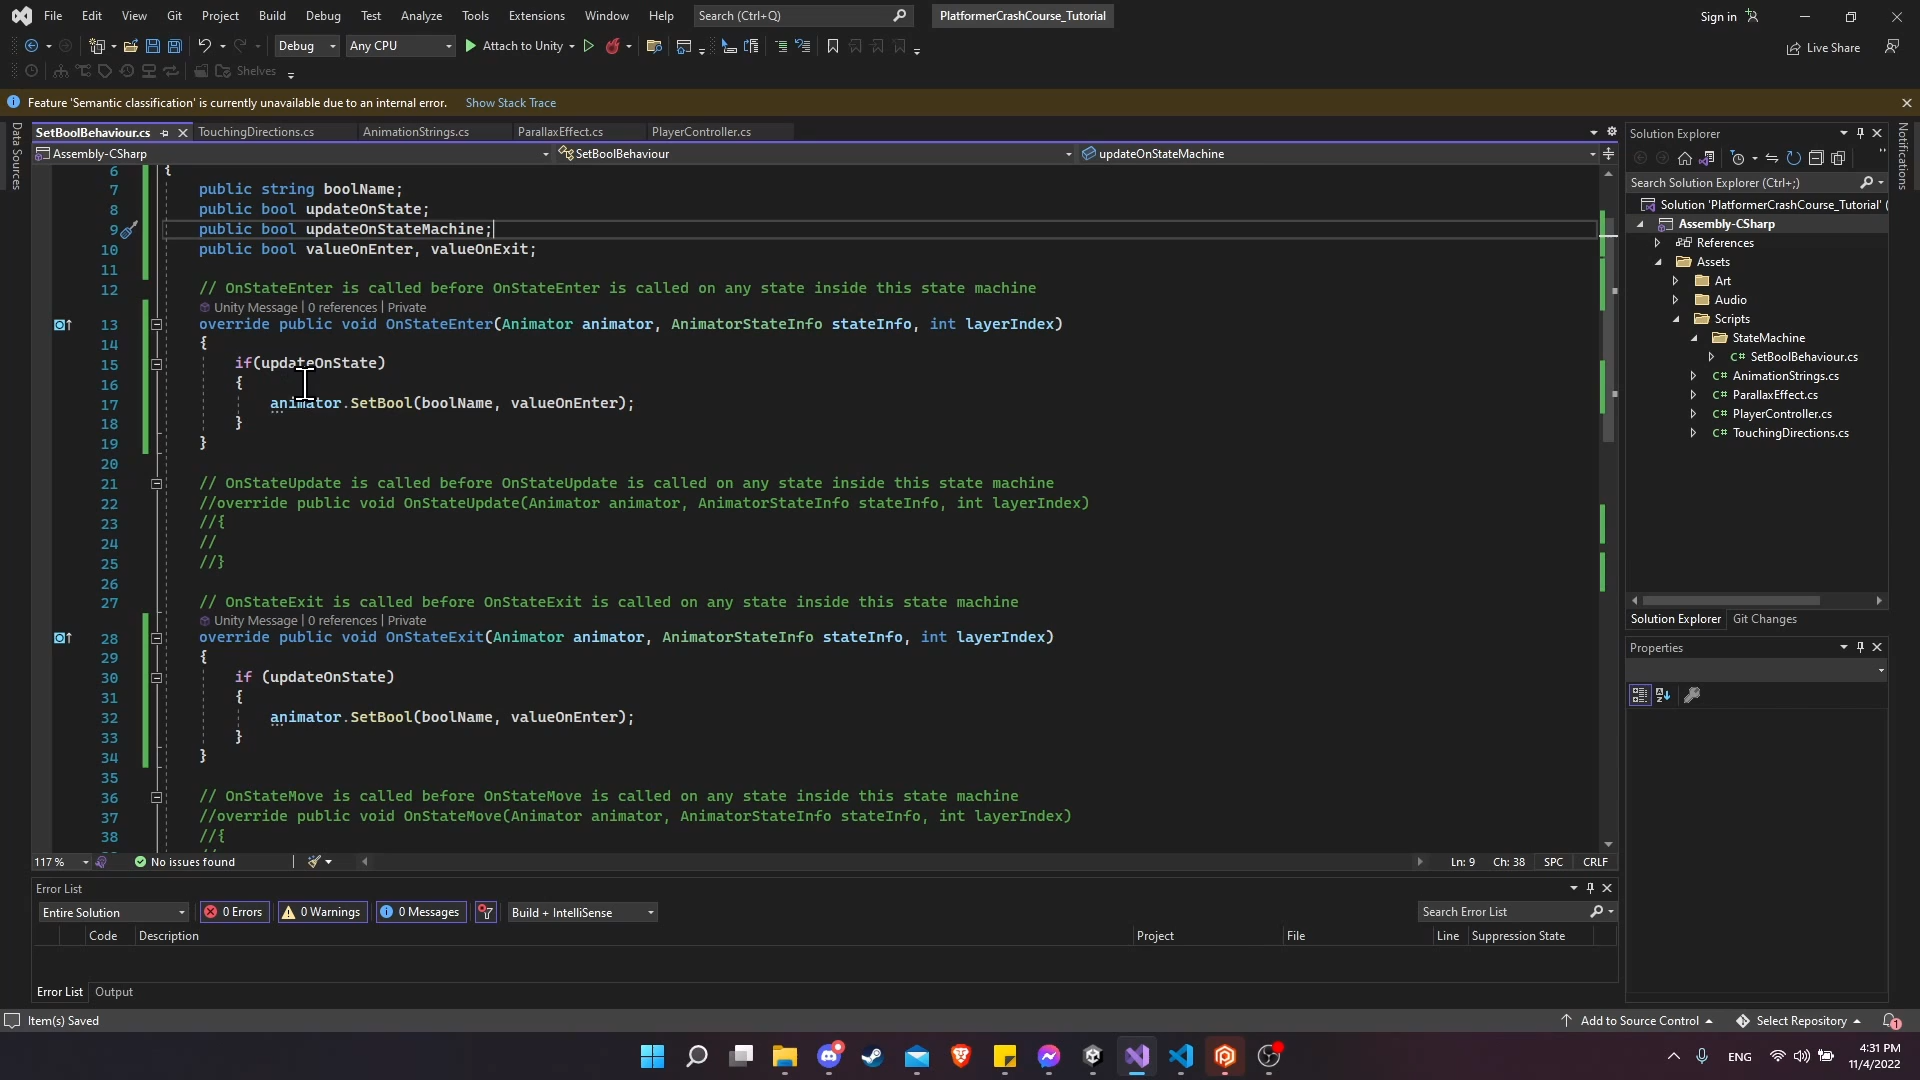 File Edit View Git Project Build Debug Test Analyze Tools Extensions Window Help Search (Ctrl+Q) PlatformerCrashCourse_Tutorial Sign in
Debug Any CPU Attach to Unity Live Share
Shelves
Feature 'Semantic classification' is currently unavailable due to an internal error. Show Stack Trace
Data Sources
SetBoolBehaviour.cs TouchingDirections.cs AnimationStrings.cs ParallaxEffect.cs PlayerController.cs
Assembly-CSharp SetBoolBehaviour updateOnStateMachine
6 {
7 public string boolName;
8 public bool updateOnState;
9 public bool updateOnStateMachine;
10 public bool valueOnEnter, valueOnExit;
11
12 // OnStateEnter is called before OnStateEnter is called on any state inside this state machine
Unity Message | 0 references | Private
13 override public void OnStateEnter(Animator animator, AnimatorStateInfo stateInfo, int layerIndex)
14 {
15 if(updateOnState)
16 {
17 animator.SetBool(boolName, valueOnEnter);
18 }
19 }
20
21 // OnStateUpdate is called before OnStateUpdate is called on any state inside this state machine
22 //override public void OnStateUpdate(Animator animator, AnimatorStateInfo stateInfo, int layerIndex)
23 //{
24 //
25 //}
26
27 // OnStateExit is called before OnStateExit is called on any state inside this state machine
Unity Message | 0 references | Private
28 override public void OnStateExit(Animator animator, AnimatorStateInfo stateInfo, int layerIndex)
29 {
30 if (updateOnState)
31 {
32 animator.SetBool(boolName, valueOnEnter);
33 }
34 }
35
36 // OnStateMove is called before OnStateMove is called on any state inside this state machine
37 //override public void OnStateMove(Animator animator, AnimatorStateInfo stateInfo, int layerIndex)
38 //{
117 % No issues found Ln: 9 Ch: 38 SPC CRLF
Error List
Entire Solution 0 Errors 0 Warnings 0 Messages Build + IntelliSense Search Error List
Code Description Project File Line Suppression State
Error List Output
Solution Explorer
Search Solution Explorer (Ctrl+;)
Solution 'PlatformerCrashCourse_Tutorial' (
Assembly-CSharp
References
Assets
Art
Audio
Scripts
StateMachine
C# SetBoolBehaviour.cs
C# AnimationStrings.cs
C# ParallaxEffect.cs
C# PlayerController.cs
C# TouchingDirections.cs
Solution Explorer Git Changes
Properties
Notifications
Item(s) Saved Add to Source Control Select Repository 1
ENG 4:31 PM
11/4/2022